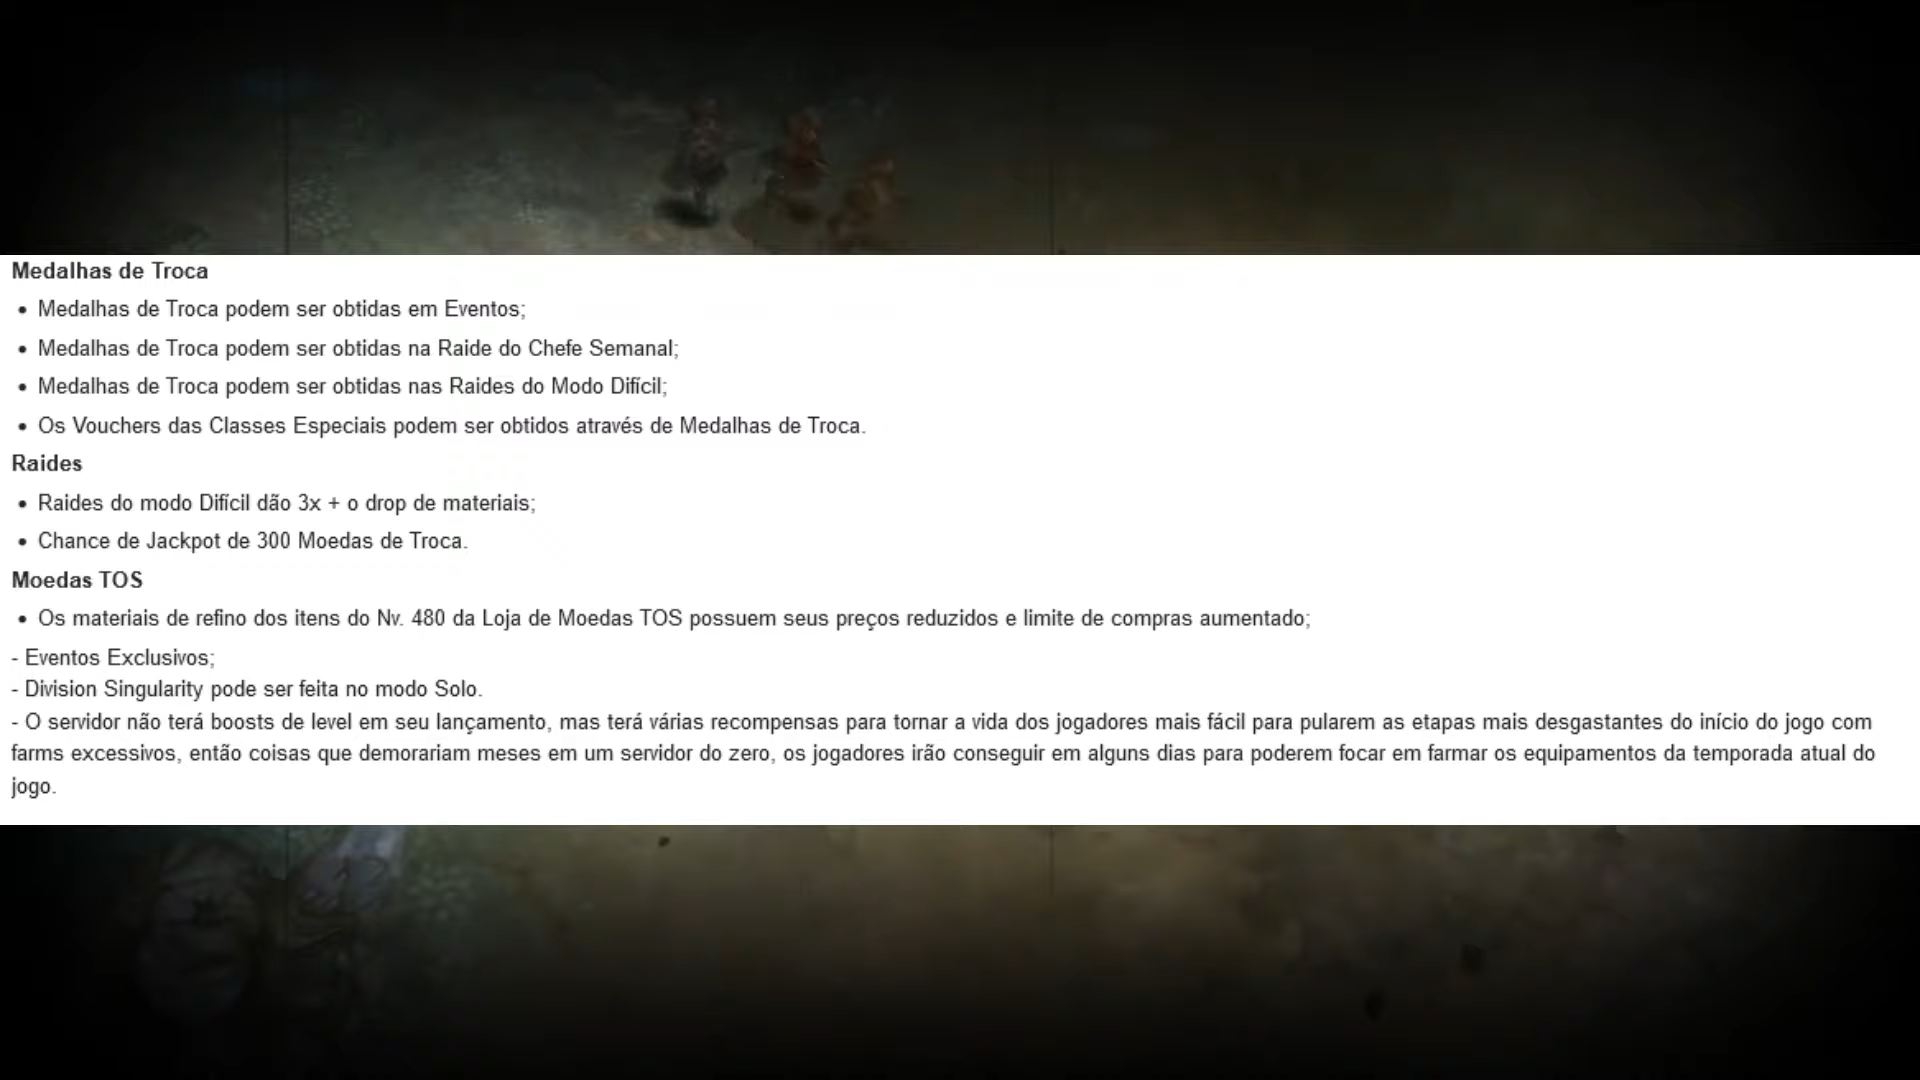 Medalhas de Troca
• Medalhas de Troca podem ser obtidas em Eventos;
• Medalhas de Troca podem ser obtidas na Raide do Chefe Semanal;
• Medalhas de Troca podem ser obtidas nas Raides do Modo Difícil;
• Os Vouchers das Classes Especiais podem ser obtidos através de Medalhas de Troca.
Raides
• Raides do modo Difícil dão 3x + o drop de materiais;
• Chance de Jackpot de 300 Moedas de Troca.
Moedas TOS
• Os materiais de refino dos itens do Nv. 480 da Loja de Moedas TOS possuem seus preços reduzidos e limite de compras aumentado;
- Eventos Exclusivos;
- Division Singularity pode ser feita no modo Solo.
- O servidor não terá boosts de level em seu lançamento, mas terá várias recompensas para tornar a vida dos jogadores mais fácil para pularem as etapas mais desgastantes do início do jogo com
farms excessivos, então coisas que demorariam meses em um servidor do zero, os jogadores irão conseguir em alguns dias para poderem focar em farmar os equipamentos da temporada atual do
jogo.